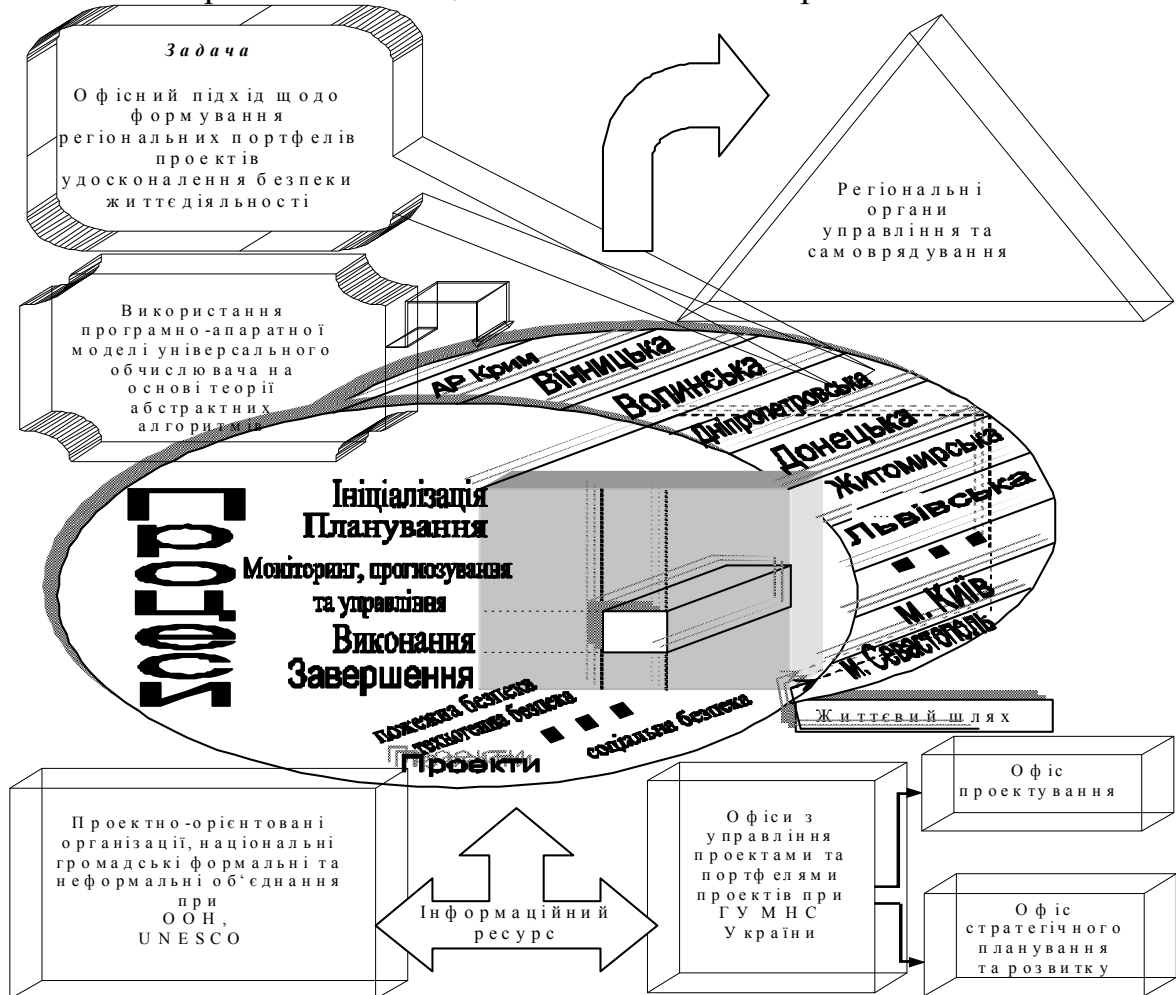 Задача
Офісний підхід щодо
формування
регіональних портфелів
проектів
удосконалення безпеки
життєдіяльності
Регіональні
органи
управління та
самоврядування
Використання
програмно-апаратної
моделі універсального
обчислювача на
основі теорії
абстрактних
алгоритмів
АР Крим
Вінницька
Волинська
Дніпропетровська
Донецька
Житомирська
Львівська
м. Київ
м. Севастополь
Ініціалізація
Планування
Моніторинг, прогнозування
та управління
Виконання
Завершення
пожежна безпека
техногенна безпека
соціальна безпека
Проекти
Життєвий шлях
Проектно-орієнтовані
організації, національні
громадські формальні та
неформальні об‘єднання
при
ООН,
UNESCO
Інформаційний
ресурс
Офіси з
управління
проектами та
портфелями
проектів при
ГУ МНС
України
Офіс
проектування
Офіс
стратегічного
планування
та розвитку